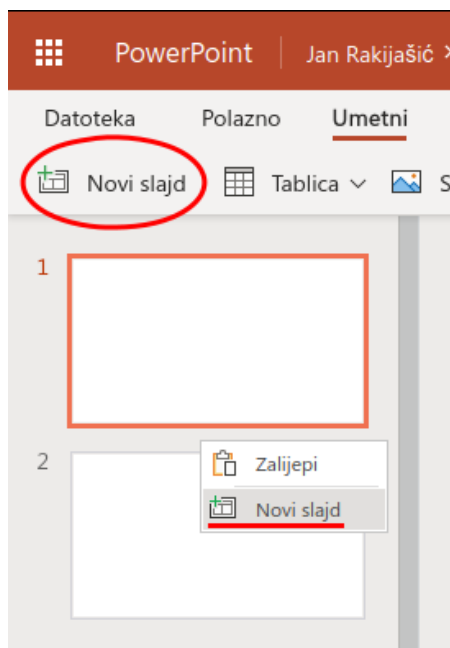 PowerPoint Jan Rakijašić
Datoteka Polazno Umetni
Novi slajd Tablica S
1
2
Zalijepi
Novi slajd